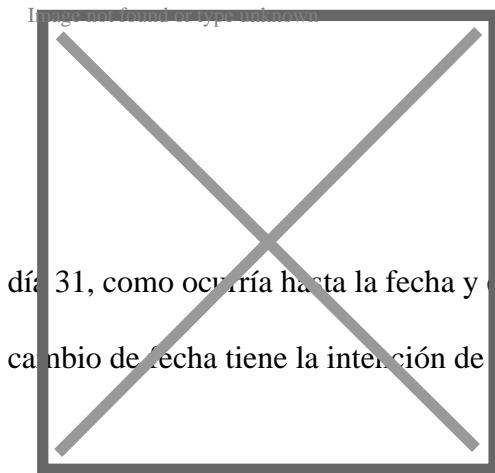 Image not found or type unknown
día 31, como ocurría hasta la fecha y
cambio de fecha tiene la intención de